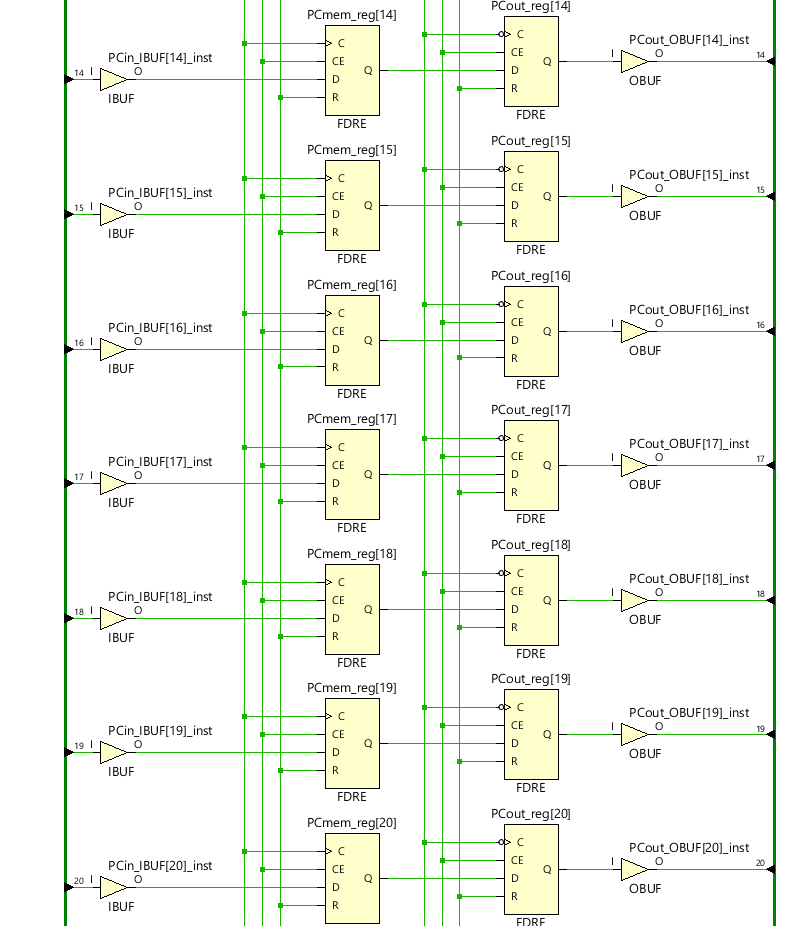 PCmem_reg[14]
PCout_reg[14]
PCin_IBUF[14]_inst
14 I O
IBUF
C
CE
D
R
Q
FDRE
C
CE
D
R
Q
FDRE
PCout_OBUF[14]_inst
I O 14
OBUF
PCmem_reg[15]
PCout_reg[15]
PCin_IBUF[15]_inst
15 I O
IBUF
C
CE
D
R
Q
FDRE
C
CE
D
R
Q
FDRE
PCout_OBUF[15]_inst
I O 15
OBUF
PCmem_reg[16]
PCout_reg[16]
PCin_IBUF[16]_inst
16 I O
IBUF
C
CE
D
R
Q
FDRE
C
CE
D
R
Q
FDRE
PCout_OBUF[16]_inst
I O 16
OBUF
PCmem_reg[17]
PCout_reg[17]
PCin_IBUF[17]_inst
17 I O
IBUF
C
CE
D
R
Q
FDRE
C
CE
D
R
Q
FDRE
PCout_OBUF[17]_inst
I O 17
OBUF
PCmem_reg[18]
PCout_reg[18]
PCin_IBUF[18]_inst
18 I O
IBUF
C
CE
D
R
Q
FDRE
C
CE
D
R
Q
FDRE
PCout_OBUF[18]_inst
I O 18
OBUF
PCmem_reg[19]
PCout_reg[19]
PCin_IBUF[19]_inst
19 I O
IBUF
C
CE
D
R
Q
FDRE
C
CE
D
R
Q
FDRE
PCout_OBUF[19]_inst
I O 19
OBUF
PCmem_reg[20]
PCout_reg[20]
PCin_IBUF[20]_inst
20 I O
IBUF
C
CE
D
R
Q
C
CE
D
R
Q
FDRE
PCout_OBUF[20]_inst
I O 20
OBUF